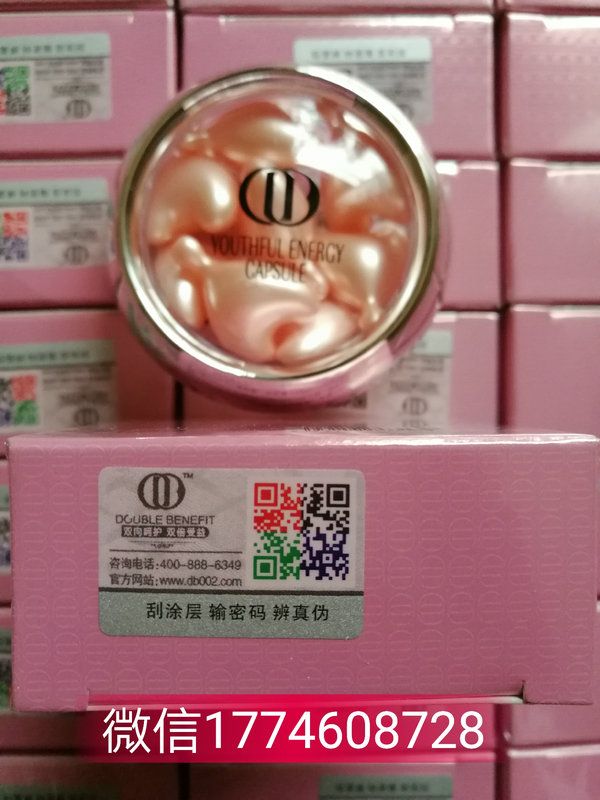 YOUTHFUL ENERGY
CAPSULE
DOUBLE BENEFIT
双向呵护 双倍受益
咨询电话:400-888-6349
官方网站:www.db002.com
刮涂层 输密码 辨真伪
微信1774608728